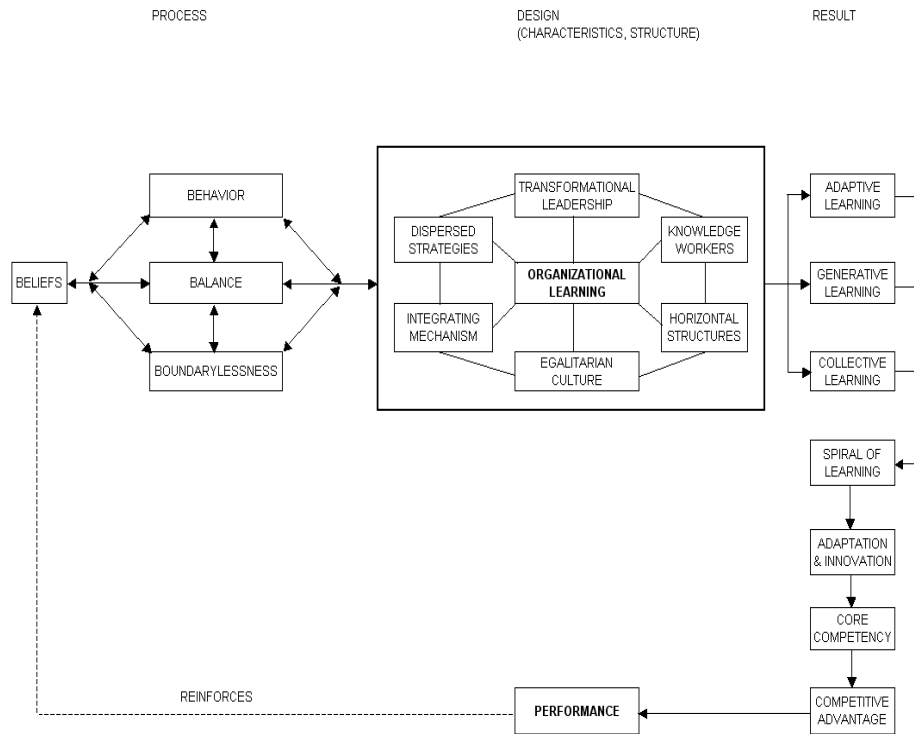 PROCESS
DESIGN
(CHARACTERISTICS, STRUCTURE)
RESULT
BELIEFS
BEHAVIOR
BALANCE
BOUNDARYLESSNESS
TRANSFORMATIONAL
LEADERSHIP
DISPERSED
STRATEGIES
KNOWLEDGE
WORKERS
ORGANIZATIONAL
LEARNING
INTEGRATING
MECHANISM
HORIZONTAL
STRUCTURES
EGALITARIAN
CULTURE
ADAPTIVE
LEARNING
GENERATIVE
LEARNING
COLLECTIVE
LEARNING
SPIRAL OF
LEARNING
ADAPTATION
& INNOVATION
CORE
COMPETENCY
COMPETITIVE
ADVANTAGE
PERFORMANCE
REINFORCES